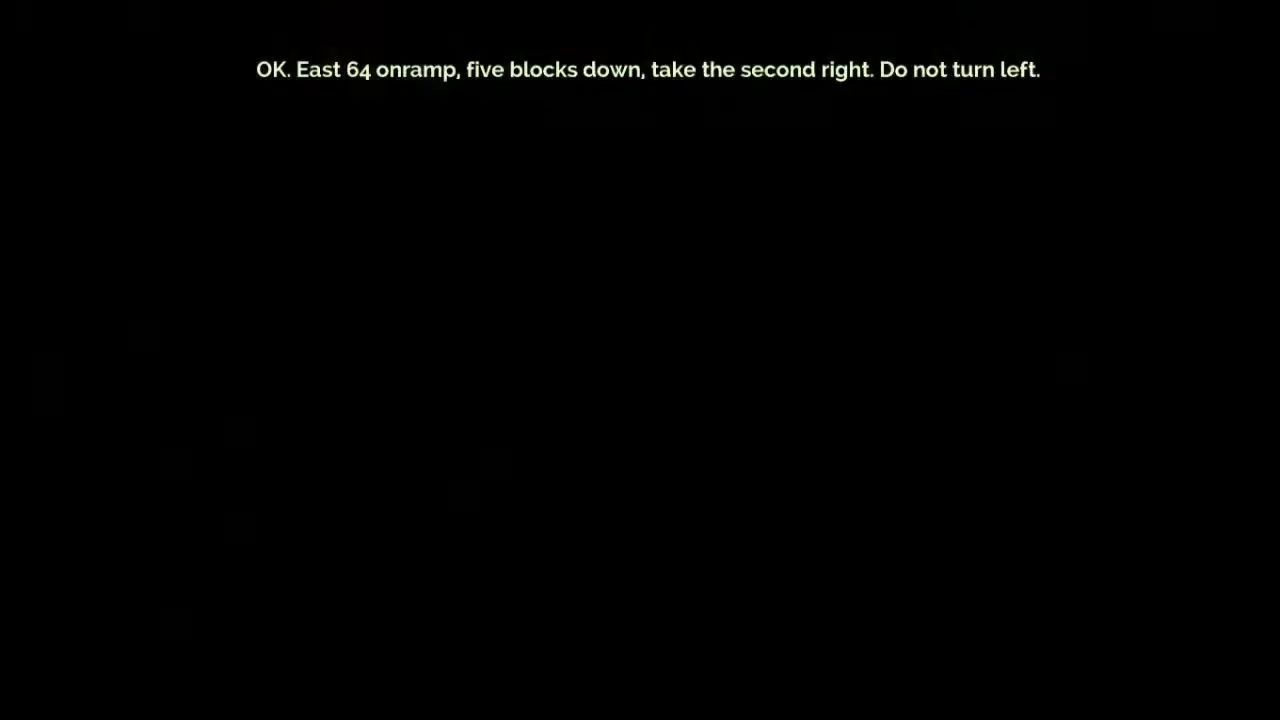 OK. East 64 onramp, five blocks down, take the second right. Do not turn left.